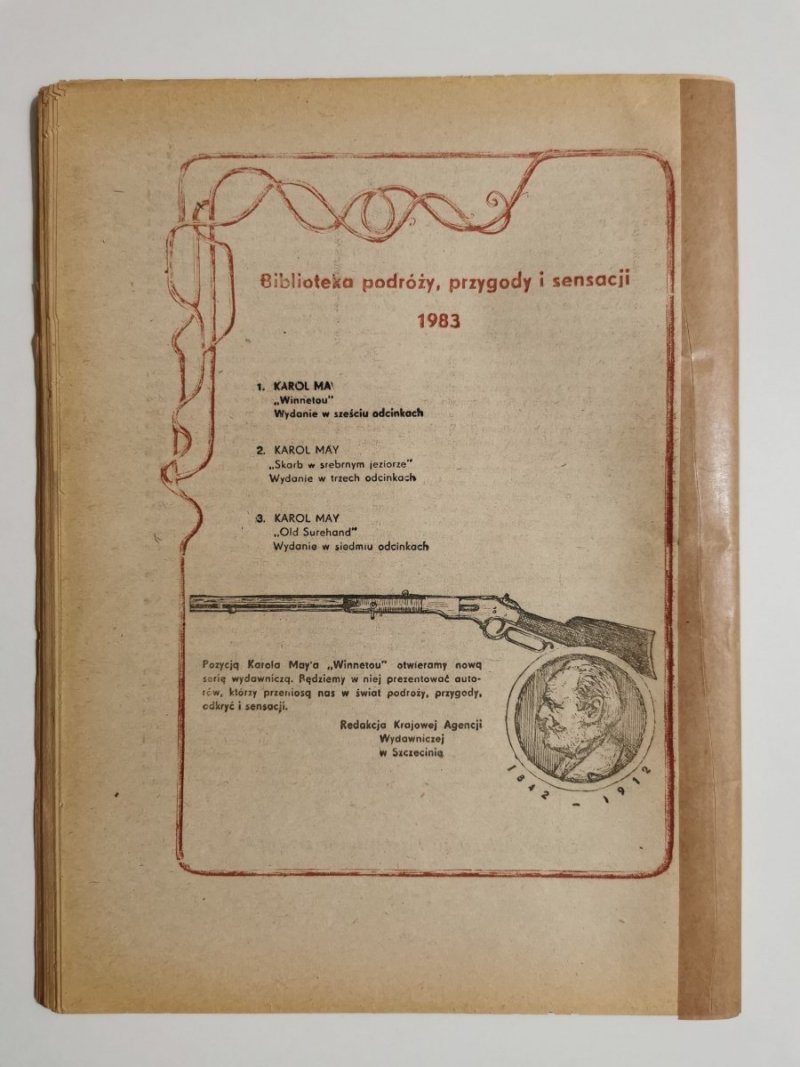 Biblioteka podróży, przygody i sensacji
1983
1. KAROL MAY
„Winnetou"
Wydanie w sześciu odcinkach
2. KAROL MAY
„Skarb w srebrnym jeziorze"
Wydanie w trzech odcinkach
3. KAROL MAY
„Old Surehand"
Wydanie w siedmiu odcinkach
Pozycją Karola May'a „Winnetou" otwieramy nową
serię wydawniczą. Będziemy w niej prezentować auto-
rów, którzy przeniosą nas w świat podroży, przygody,
odkryć i sensacji.
Redakcja Krajowej Agencji
Wydawniczej
w Szczecinie
1842 - 1912